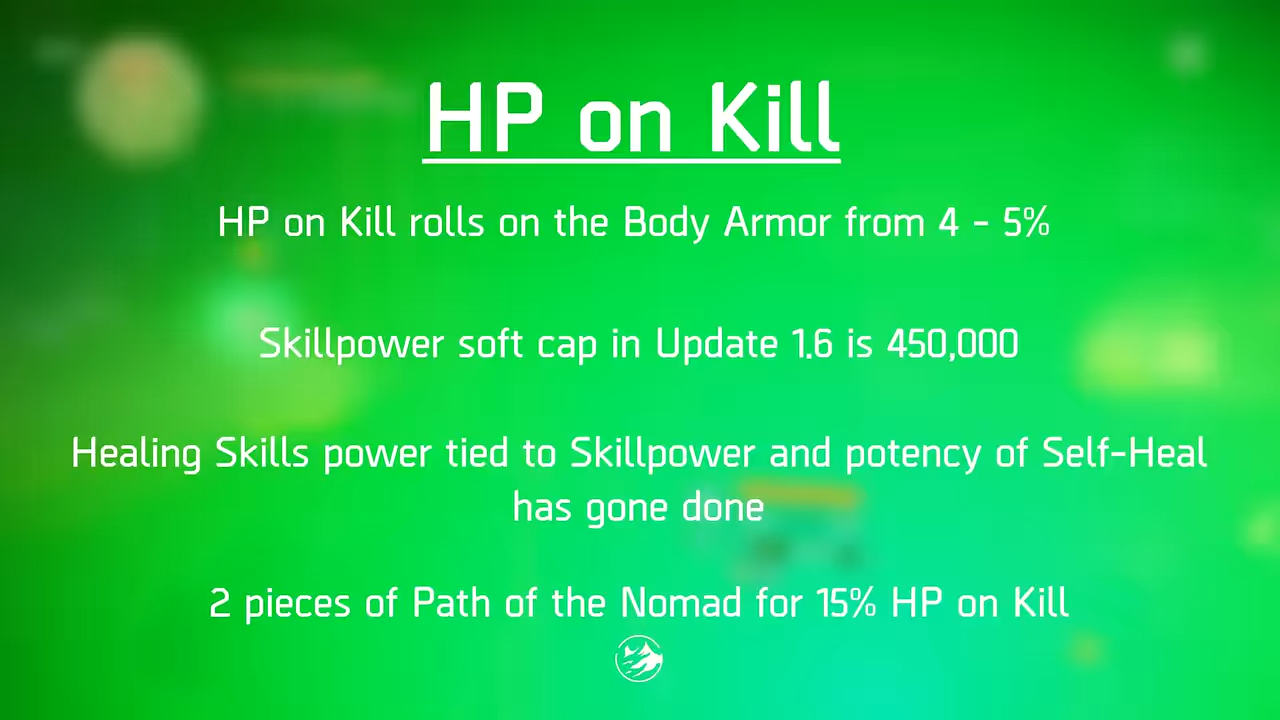 HP on Kill
HP on Kill rolls on the Body Armor from 4 - 5%
Skillpower soft cap in Update 1.6 is 450,000
Healing Skills power tied to Skillpower and potency of Self-Heal
has gone done
2 pieces of Path of the Nomad for 15% HP on Kill